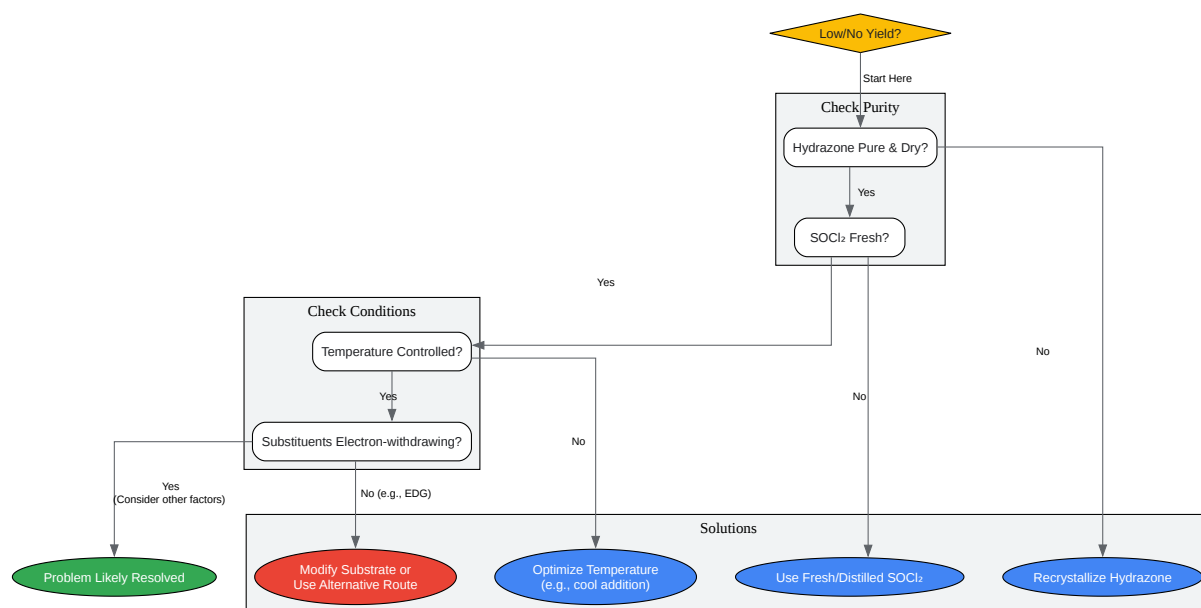 Low/No Yield?
Start Here
Check Purity
Hydrazone Pure & Dry?
Yes
SOCl₂ Fresh?
Yes
Check Conditions
Temperature Controlled?
No
Yes
No
Substituents Electron-withdrawing?
No
Yes
(Consider other factors)
No (e.g., EDG)
Solutions
Problem Likely Resolved
Modify Substrate or
Use Alternative Route
Optimize Temperature
(e.g., cool addition)
Use Fresh/Distilled SOCl₂
Recrystallize Hydrazone